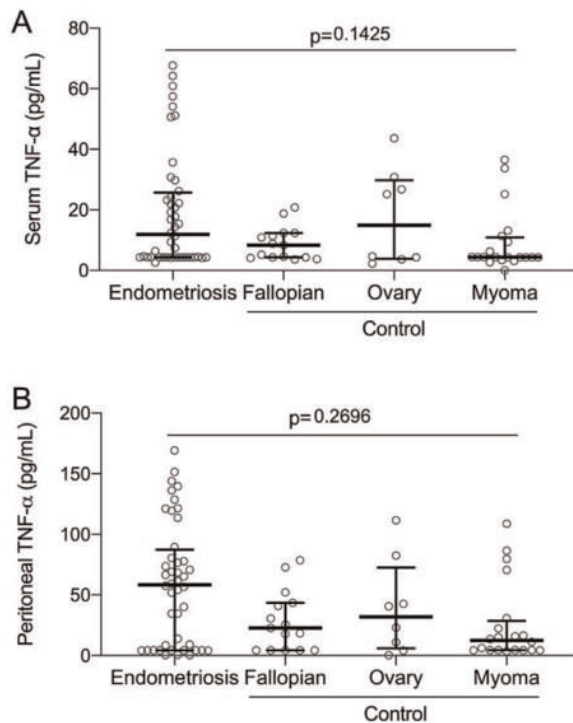 A
p=0.1425
Serum TNF-α (pg/mL)
80
60
40
20
0
Endometriosis Fallopian Ovary Myoma
Control
B
p=0.2696
Peritoneal TNF-α (pg/mL)
200
150
100
50
0
Endometriosis Fallopian Ovary Myoma
Control